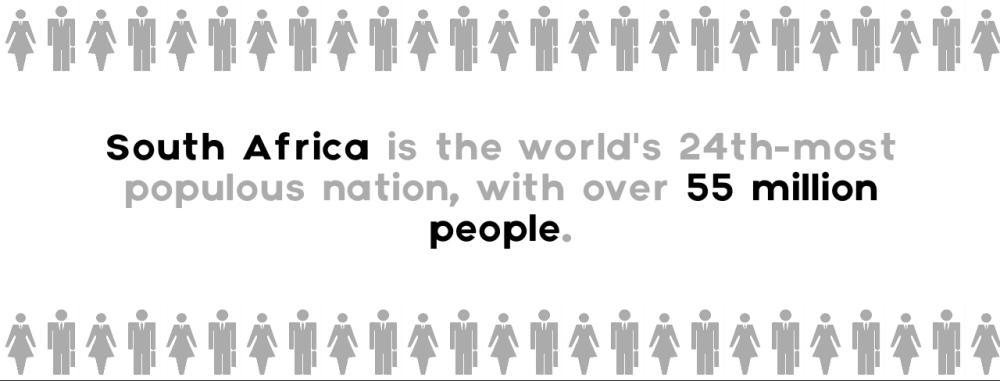 South Africa is the world's 24th-most
populous nation, with over 55 million
people.